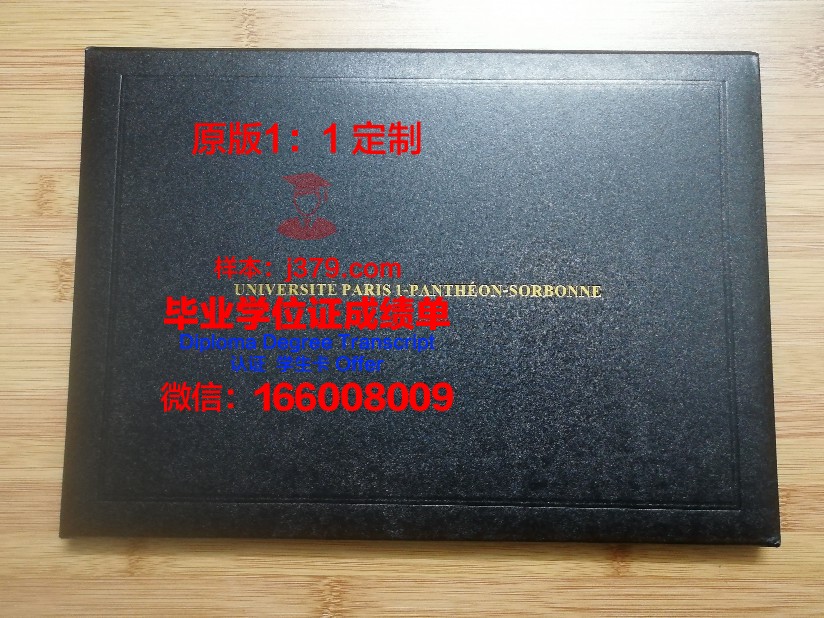 原版1：1 定制
样本：j379.com
UNIVERSITE PARIS 1-PANTHÉON-SORBONNE
毕业学位证成绩单
Diploma Degree Transcript
认证 学生卡 Offer
微信：166008009